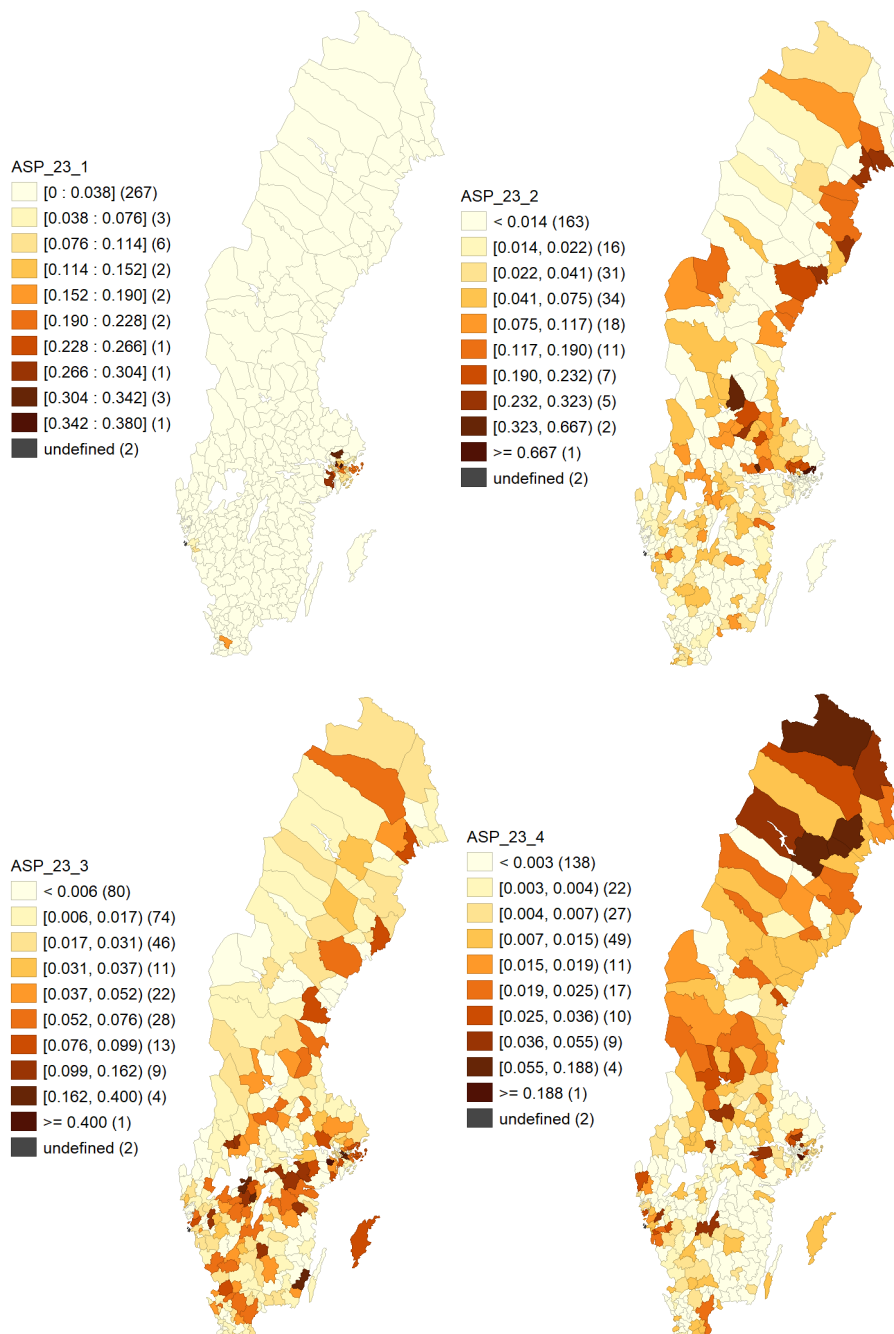 ASP_23_1
[0 : 0.038] (267)
[0.038 : 0.076] (3)
[0.076 : 0.114] (6)
[0.114 : 0.152] (2)
[0.152 : 0.190] (2)
[0.190 : 0.228] (2)
[0.228 : 0.266] (1)
[0.266 : 0.304] (1)
[0.304 : 0.342] (3)
[0.342 : 0.380] (1)
undefined (2)
ASP_23_2
< 0.014 (163)
[0.014, 0.022) (16)
[0.022, 0.041) (31)
[0.041, 0.075) (34)
[0.075, 0.117) (18)
[0.117, 0.190) (11)
[0.190, 0.232) (7)
[0.232, 0.323) (5)
[0.323, 0.667) (2)
>= 0.667 (1)
undefined (2)
ASP_23_3
< 0.006 (80)
[0.006, 0.017) (74)
[0.017, 0.031) (46)
[0.031, 0.037) (11)
[0.037, 0.052) (22)
[0.052, 0.076) (28)
[0.076, 0.099) (13)
[0.099, 0.162) (9)
[0.162, 0.400) (4)
>= 0.400 (1)
undefined (2)
ASP_23_4
< 0.003 (138)
[0.003, 0.004) (22)
[0.004, 0.007) (27)
[0.007, 0.015) (49)
[0.015, 0.019) (11)
[0.019, 0.025) (17)
[0.025, 0.036) (10)
[0.036, 0.055) (9)
[0.055, 0.188) (4)
>= 0.188 (1)
undefined (2)